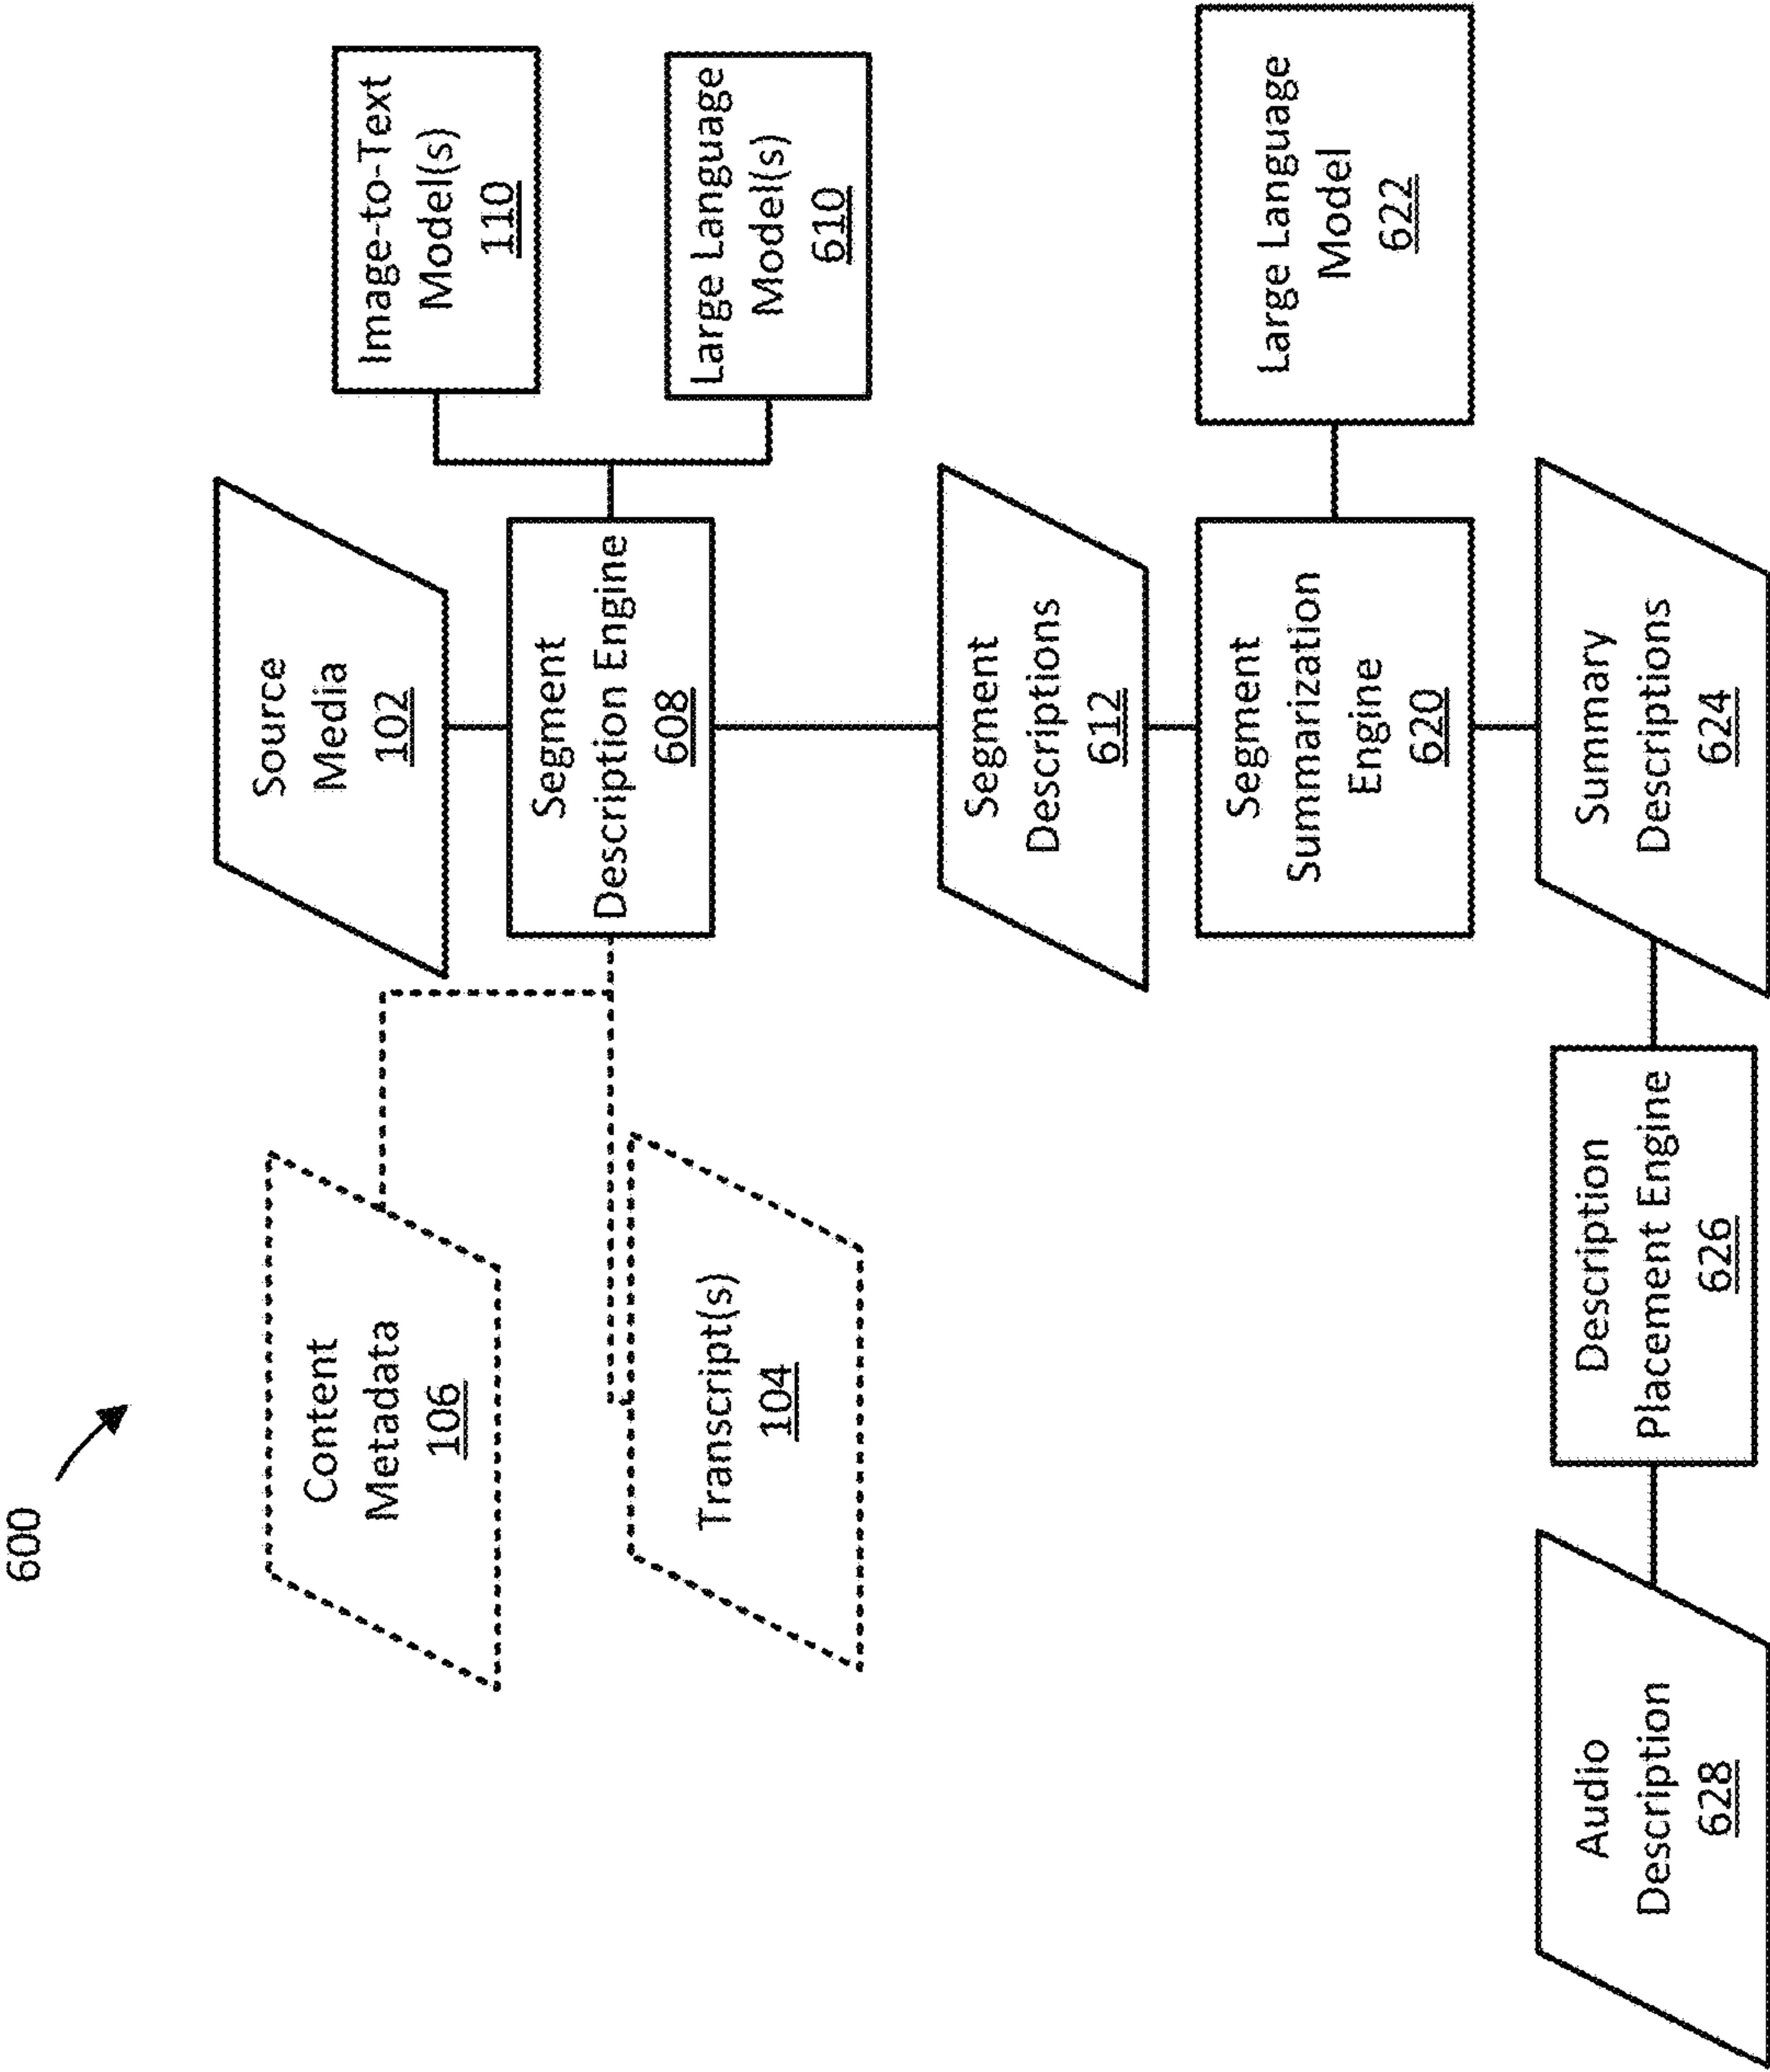 600
Content
Metadata
106
Transcript(s)
104
Source
Media
102
Segment
Description Engine
608
Image-to-Text
Model(s)
110
Large Language
Model(s)
610
Segment
Descriptions
612
Segment
Summarization
Engine
620
Large Language
Model
622
Audio
Description
628
Description
Placement Engine
626
Summary
Descriptions
624